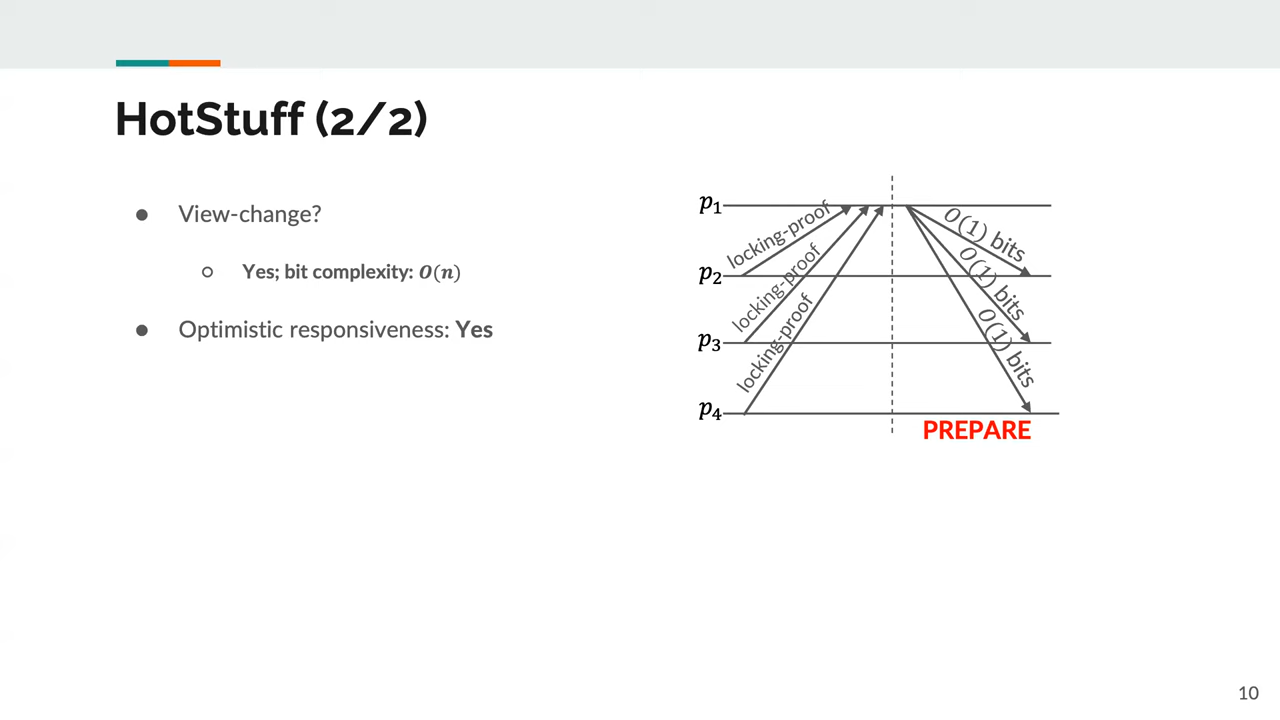 HotStuff (2/2)
● View-change?
○ Yes; bit complexity: O(n)
● Optimistic responsiveness: Yes
p₁
p₂
p₃
p₄
locking-proof
locking-proof
locking-proof
O(1) bits
O(1) bits
O(1) bits
PREPARE
10